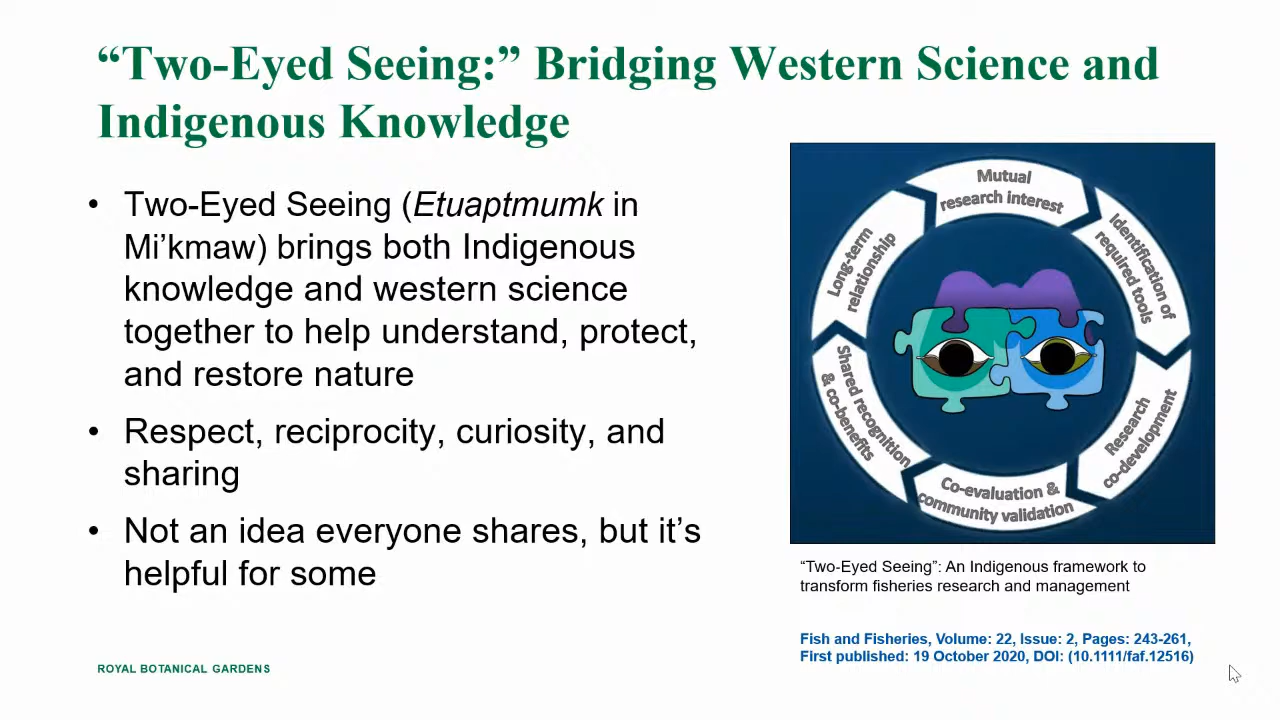 “Two-Eyed Seeing:” Bridging Western Science and
Indigenous Knowledge
• Two-Eyed Seeing (Etuaptmumk in
Mi’kmaw) brings both Indigenous
knowledge and western science
together to help understand, protect,
and restore nature
• Respect, reciprocity, curiosity, and
sharing
• Not an idea everyone shares, but it’s
helpful for some
Mutual
research interest
Identification of
required tools
Research
co-development
Co-evaluation &
community validation
Shared recognition
& co-benefits
Long-term
relationship
“Two-Eyed Seeing”: An Indigenous framework to
transform fisheries research and management
Fish and Fisheries, Volume: 22, Issue: 2, Pages: 243-261,
First published: 19 October 2020, DOI: (10.1111/faf.12516)
ROYAL BOTANICAL GARDENS